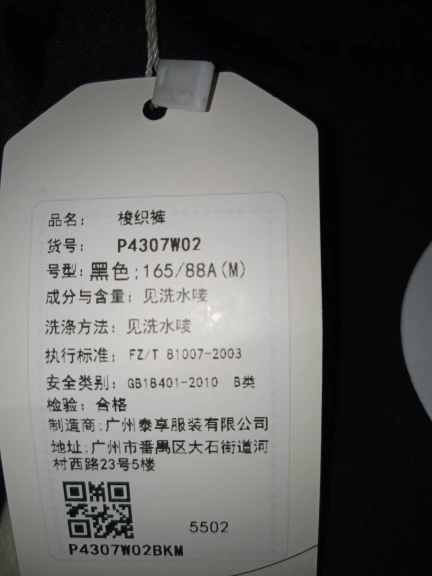 品名： 梭织裤
货号： P4307W02
号型：黑色；165/88A(M)
成分与含量：见洗水唛
洗涤方法：见洗水唛
执行标准：FZ/T 81007-2003
安全类别：GB18401-2010 B类
检验：合格
制造商：广州泰享服装有限公司
地址：广州市番禺区大石街道河
村西路23号5楼
5502
P4307W02BKM